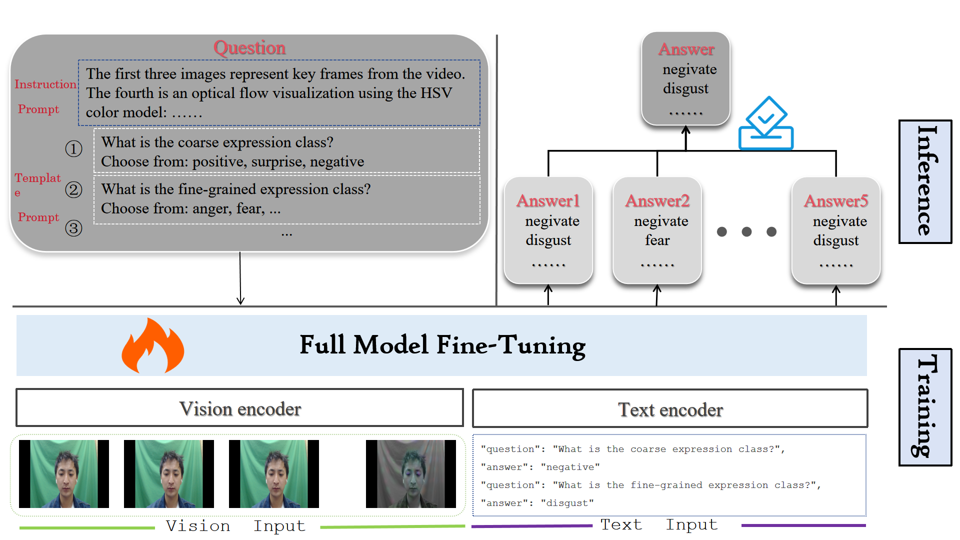 Question
Instruction
Prompt
The first three images represent key frames from the video.
The fourth is an optical flow visualization using the HSV
color model: ……
①
What is the coarse expression class?
Choose from: positive, surprise, negative
Templat
e
Prompt
②
What is the fine-grained expression class?
Choose from: anger, fear, ...
③
...
Answer
negivate
disgust
……
Answer1
negivate
disgust
……
Answer2
negivate
fear
……
Answer5
negivate
disgust
……
Inference
Full Model Fine-Tuning
Training
Vision encoder
Text encoder
"question": "What is the coarse expression class?",
"answer": "negative"
"question": "What is the fine-grained expression class?",
"answer": "disgust"
Vision Input
Text Input